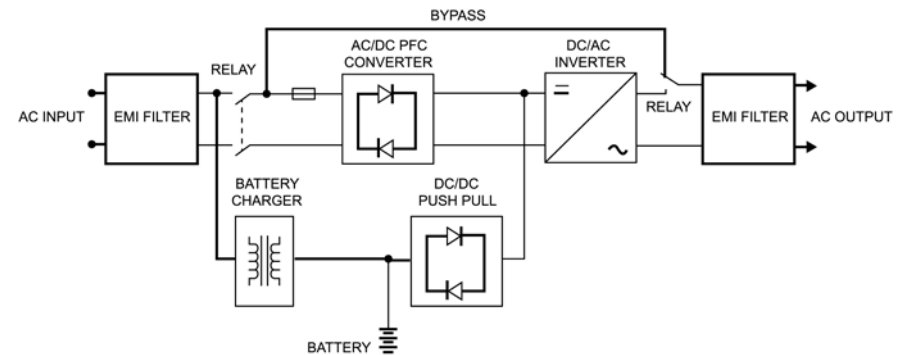 BYPASS
AC/DC PFC
CONVERTER
DC/AC
INVERTER
RELAY
RELAY
AC INPUT
EMI FILTER
EMI FILTER
AC OUTPUT
BATTERY
CHARGER
DC/DC
PUSH PULL
BATTERY